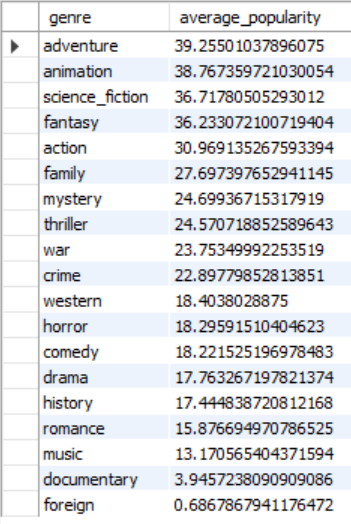 genre average_popularity
adventure 39.25501037896075
animation 38.767359721030054
science_fiction 36.71780505293012
fantasy 36.233072100719404
action 30.969135267593394
family 27.697397652941145
mystery 24.69936715317919
thriller 24.570718852589643
war 23.75349992253519
crime 22.89779852813851
western 18.4038028875
horror 18.29591510404623
comedy 18.221525196978483
drama 17.763267197821374
history 17.444838720812168
romance 15.876694970786525
music 13.170565404371594
documentary 3.9457238090909086
foreign 0.6867867941176472